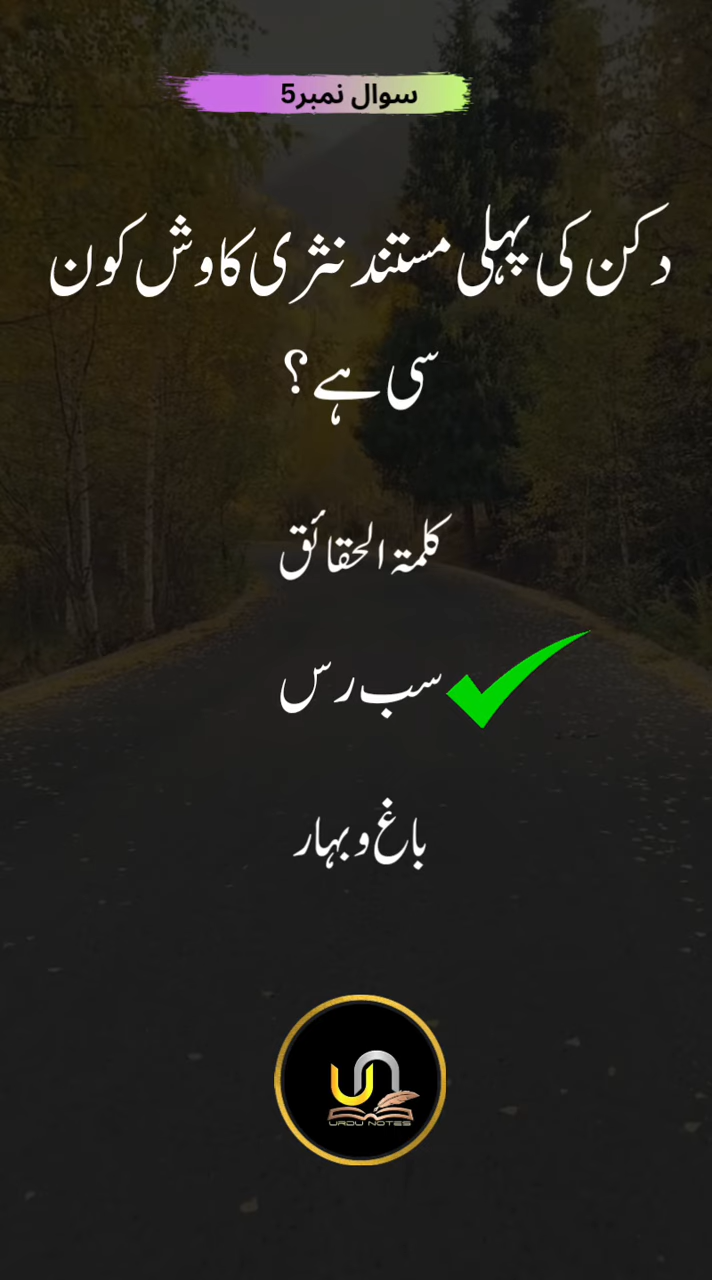 سوال نمبر5
دکن کی پہلی مستند نثری کاوش کون
سی ہے؟
کلمۃ الحقائق
سب رس
باغ و بہار
URDU NOTES